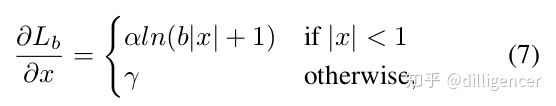 ∂L_b/∂x = { αln(b|x| + 1)  if |x| < 1
γ  otherwise,  (7)
知乎 @dilligencer